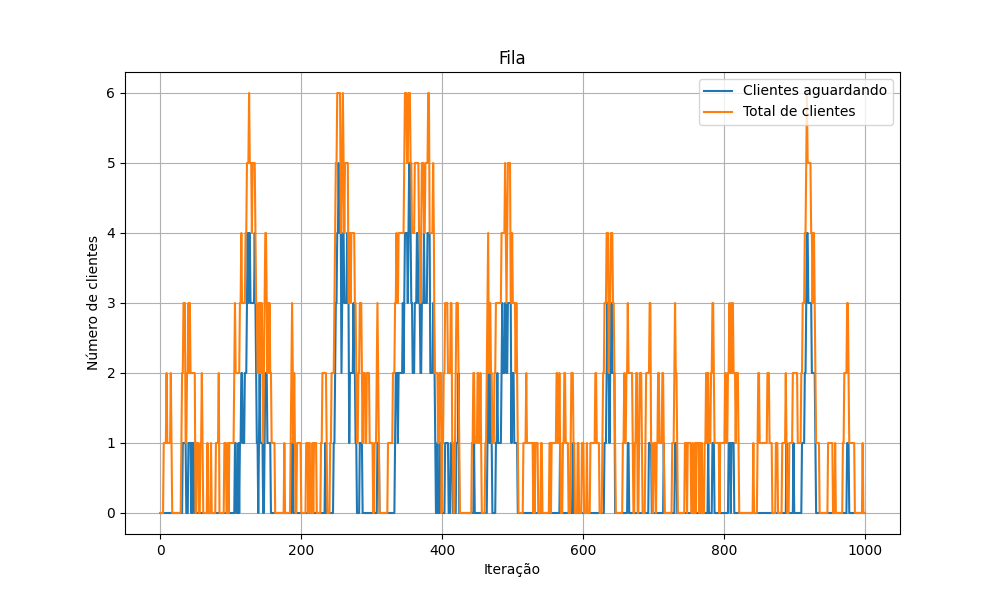 Fila
Clientes aguardando
Total de clientes
Número de clientes
6
5
4
3
2
1
0
0 200 400 600 800 1000
Iteração